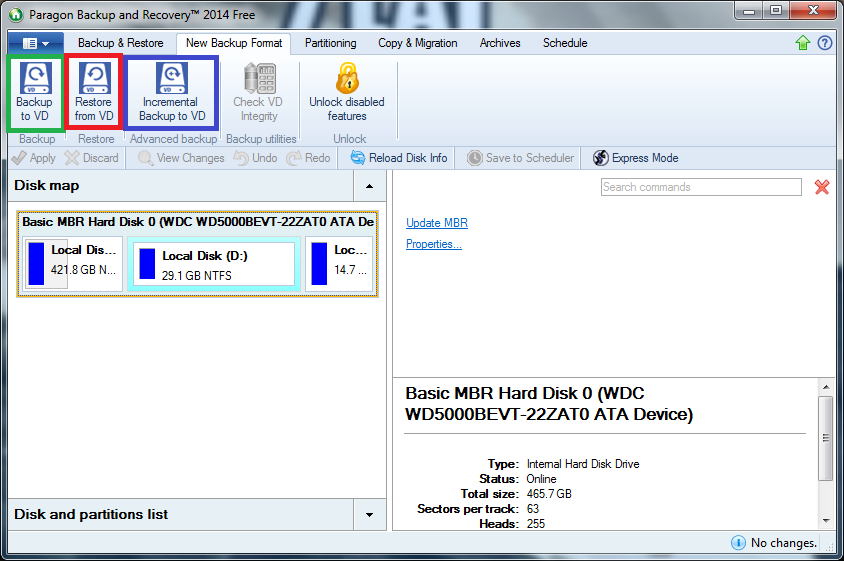 Paragon Backup and Recovery™ 2014 Free
Backup & Restore
New Backup Format
Partitioning
Copy & Migration
Archives
Schedule
Backup
to VD
Restore
from VD
Incremental
Backup to VD
Check VD
Integrity
Unlock disabled
features
Backup
Restore
Advanced backup
Backup utilities
Unlock
Apply
Discard
View Changes
Undo
Redo
Reload Disk Info
Save to Scheduler
Express Mode
Disk map
Search commands
Basic MBR Hard Disk 0 (WDC WD5000BEVT-22ZAT0 ATA De
Local Dis...
421.8 GB N...
Local Disk (D:)
29.1 GB NTFS
Loc...
14.7 ...
Update MBR
Properties...
Basic MBR Hard Disk 0 (WDC
WD5000BEVT-22ZAT0 ATA Device)
Type: Internal Hard Disk Drive
Status: Online
Total size: 465.7 GB
Sectors per track: 63
Heads: 255
Disk and partitions list
No changes.